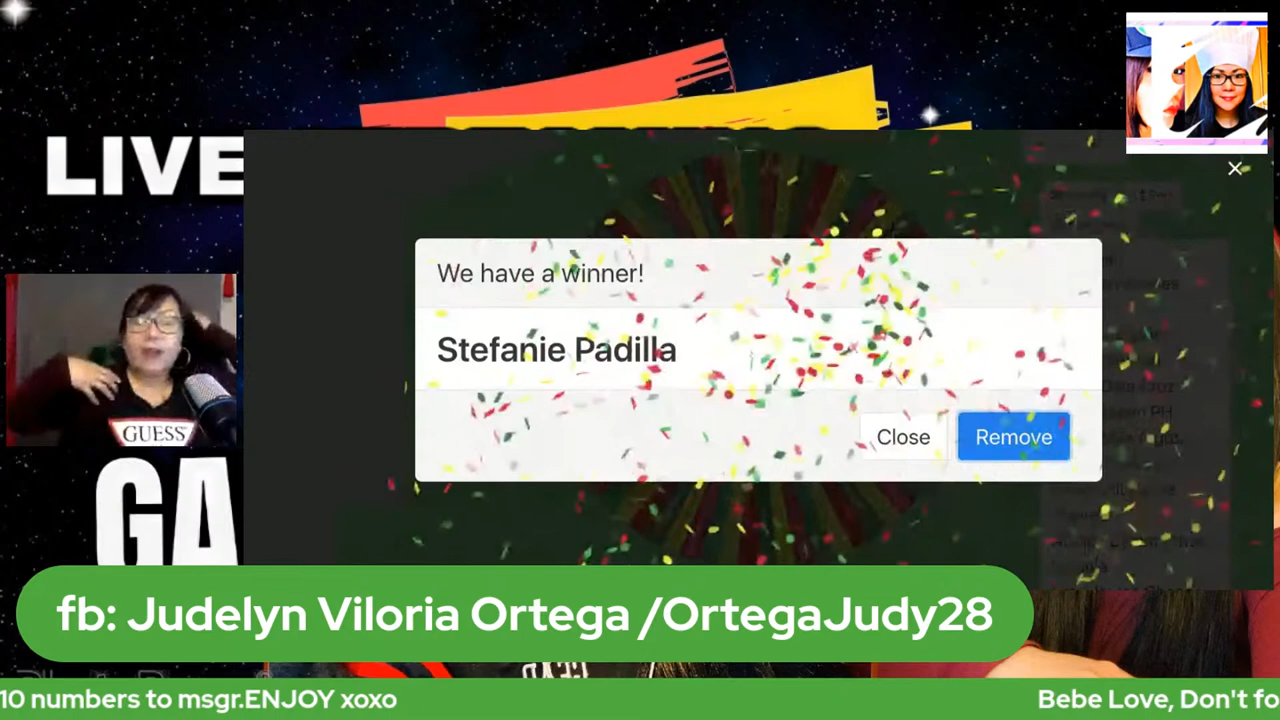 LIVE
We have a winner!
Stefanie Padilla
Close
Remove
GUESS
GA
fb: Judelyn Viloria Ortega /OrtegaJudy28
10 numbers to msgr.ENJOY xoxo
Bebe Love, Don't fo